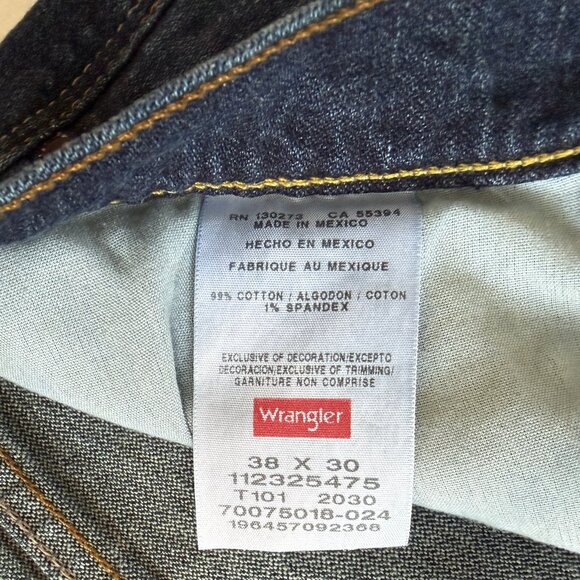 RN 130273 CA 55394
MADE IN MEXICO
HECHO EN MEXICO
FABRIQUE AU MEXIQUE
99% COTTON / ALGODON / COTON
1% SPANDEX
EXCLUSIVE OF DECORATION/EXCEPTO
DECORACION/EXCLUSIVE OF TRIMMING/
GARNITURE NON COMPRISE
Wrangler
38 X 30
112325475
T101 2030
70075018-024
196457092368